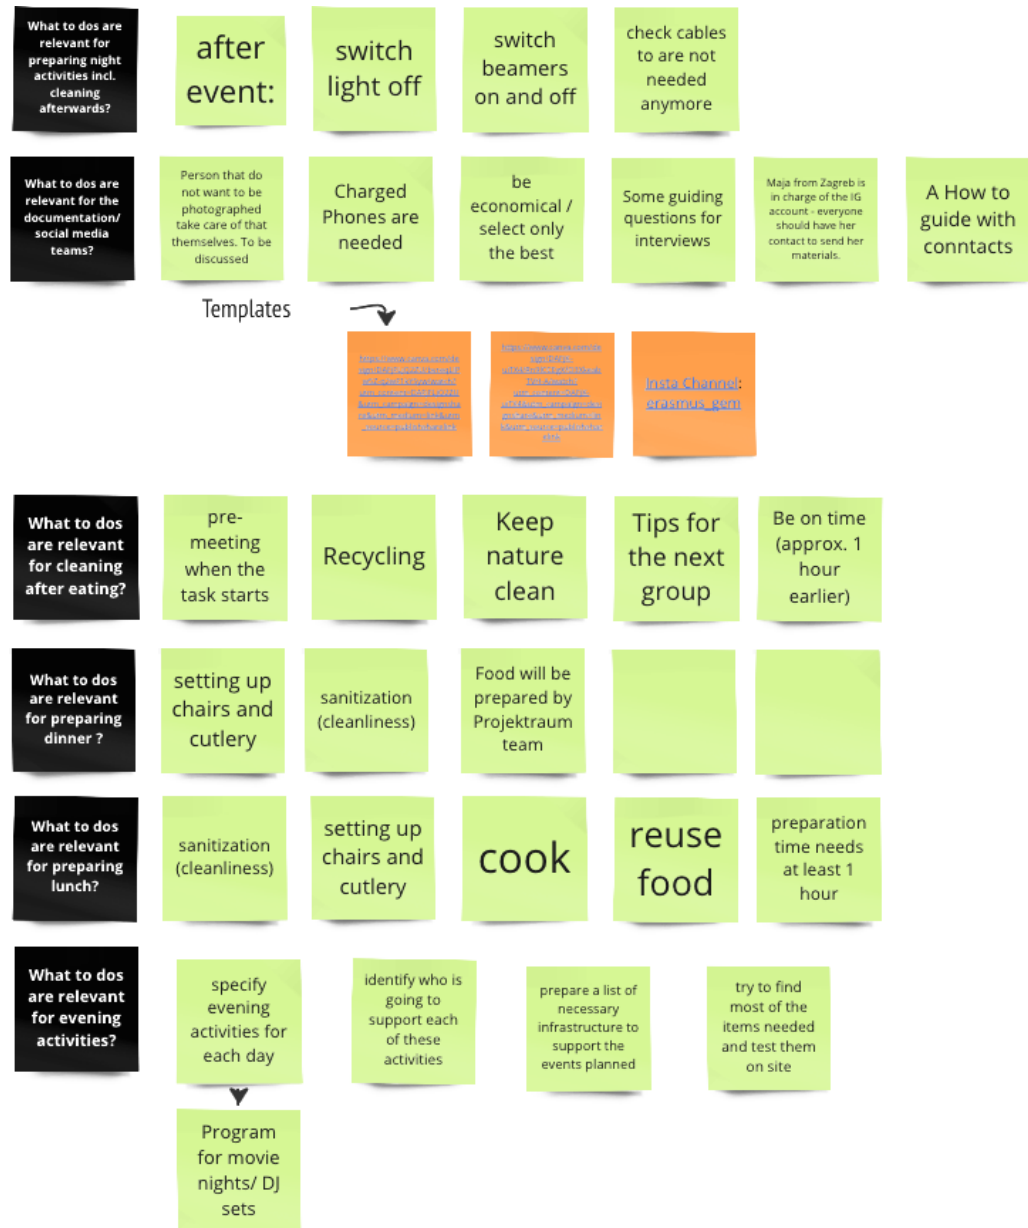 What to dos are
relevant for
preparing night
activities incl.
cleaning
afterwards?
after
event:
switch
light off
switch
beamers
on and off
check cables
to are not
needed
anymore
What to dos are
relevant for the
documentation/
social media
teams?
Person that do
not want to be
photographed
take care of that
themselves. To be
discussed
Charged
Phones are
needed
be
economical /
select only
the best
Some guiding
questions for
interviews
Maja from Zagreb is
in charge of the IG
account - everyone
should have her
contact to send her
materials.
A How to
guide with
conntacts
Templates
Insta Channel:
erasmus_gem
What to dos
are relevant
for cleaning
after eating?
pre-
meeting
when the
task starts
Recycling
Keep
nature
clean
Tips for
the next
group
Be on time
(approx. 1
hour
earlier)
What to dos
are relevant
for preparing
dinner ?
setting up
chairs and
cutlery
sanitization
(cleanliness)
Food will be
prepared by
Projektraum
team
What to dos
are relevant
for preparing
lunch?
sanitization
(cleanliness)
setting up
chairs and
cutlery
cook
reuse
food
preparation
time needs
at least 1
hour
What to dos
are relevant
for evening
activities?
specify
evening
activities for
each day
identify who is
going to
support each
of these
activities
prepare a list of
necessary
infrastructure to
support the
events planned
try to find
most of the
items needed
and test them
on site
Program
for movie
nights/ DJ
sets